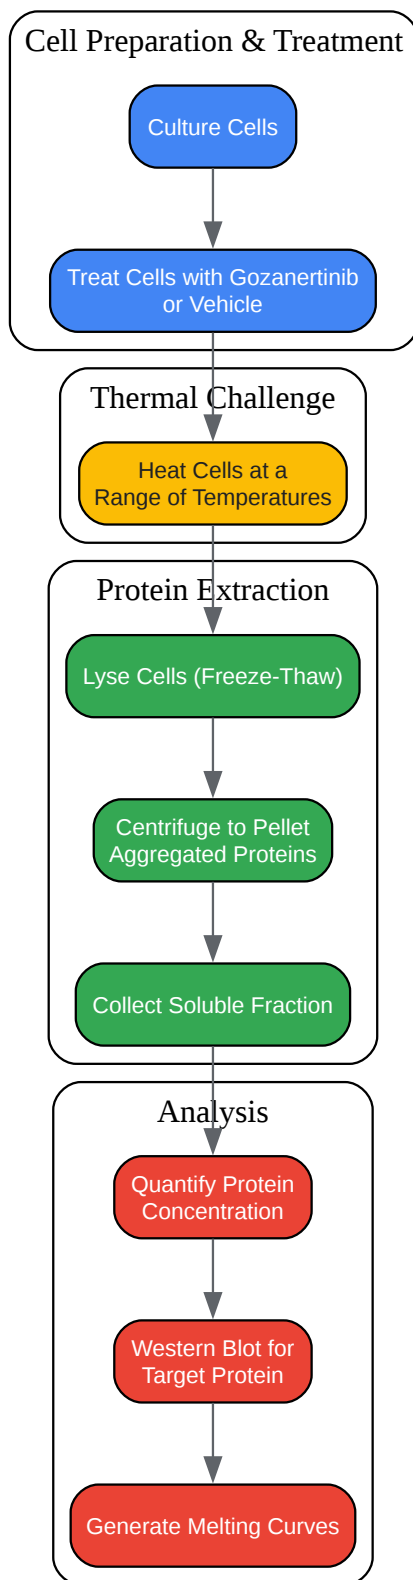 Cell Preparation & Treatment
Culture Cells
Treat Cells with Gozanertinib
or Vehicle
Thermal Challenge
Heat Cells at a
Range of Temperatures
Protein Extraction
Lyse Cells (Freeze-Thaw)
Centrifuge to Pellet
Aggregated Proteins
Collect Soluble Fraction
Analysis
Quantify Protein
Concentration
Western Blot for
Target Protein
Generate Melting Curves